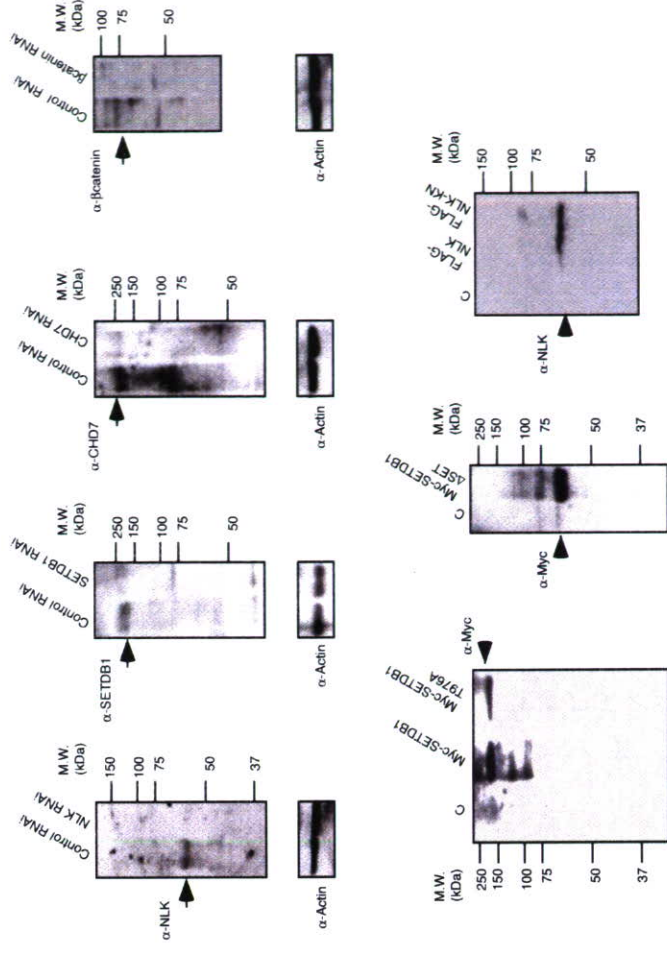 Control RNAi
NLK RNAi
M.W.
(kDa)
150
100
75
50
37
α-NLK
α-Actin
Control RNAi
SETDB1 RNAi
M.W.
(kDa)
250
150
100
75
50
α-SETDB1
α-Actin
Control RNAi
CHD7 RNAi
M.W.
(kDa)
250
150
100
75
50
α-CHD7
α-Actin
Control RNAi
βcatenin RNAi
M.W.
(kDa)
100
75
50
α-βcatenin
α-Actin
M.W.
(kDa)
250
150
100
75
50
37
C
Myc-SETDB1
Myc-SETDB1
T976A
α-Myc
C
Myc-SETDB1
ΔSET
M.W.
(kDa)
250
150
100
75
50
37
α-Myc
C
FLAG-
NLK
FLAG-
NLK-KN
M.W.
(kDa)
150
100
75
50
α-NLK